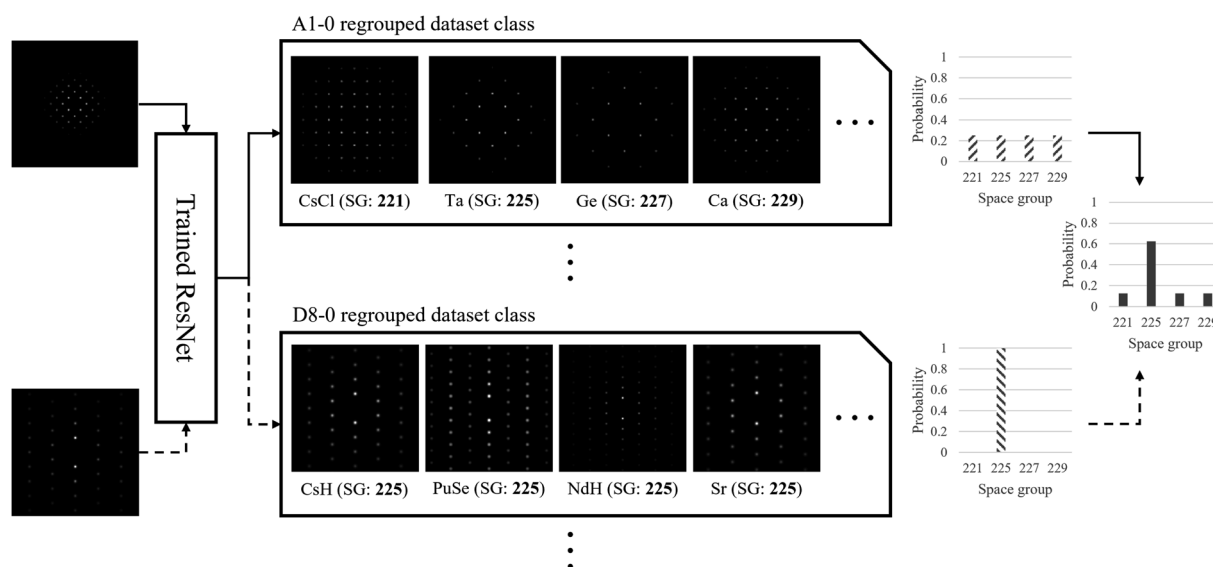 A1-0 regrouped dataset class
CsCl (SG: 221) Ta (SG: 225) Ge (SG: 227) Ca (SG: 229)
Trained ResNet
D8-0 regrouped dataset class
CsH (SG: 225) PuSe (SG: 225) NdH (SG: 225) Sr (SG: 225)
Probability
1
0.8
0.6
0.4
0.2
0
221 225 227 229
Space group
Probability
1
0.8
0.6
0.4
0.2
0
221 225 227 229
Space group
Probability
1
0.8
0.6
0.4
0.2
0
221 225 227 229
Space group